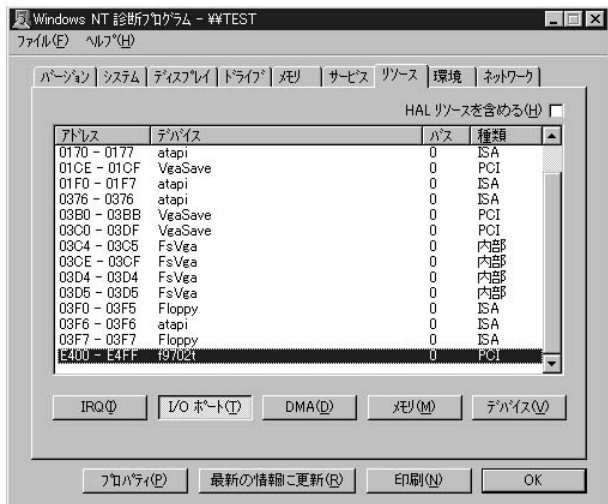 Windows NT 診断プログラム - ¥¥TEST
ファイル(F) ヘルプ(H)
バージョン システム ディスプレイ ドライブ メモリ サービス リソース 環境 ネットワーク
HAL リソースを含める(H)
アドレス デバイス バス 種類
0170 - 0177 atapi 0 ISA
01CE - 01CF VgaSave 0 PCI
01F0 - 01F7 atapi 0 ISA
0376 - 0376 atapi 0 ISA
03B0 - 03BB VgaSave 0 PCI
03C0 - 03DF VgaSave 0 PCI
03C4 - 03C5 FsVga 0 内部
03CE - 03CF FsVga 0 内部
03D4 - 03D4 FsVga 0 内部
03D5 - 03D5 FsVga 0 内部
03F0 - 03F5 Floppy 0 ISA
03F6 - 03F6 atapi 0 ISA
03F7 - 03F7 Floppy 0 ISA
E400 - E4FF f9702t 0 PCI
IRQ(I) I/O ポート(T) DMA(D) メモリ(M) デバイス(V)
プロパティ(P) 最新の情報に更新(R) 印刷(N) OK